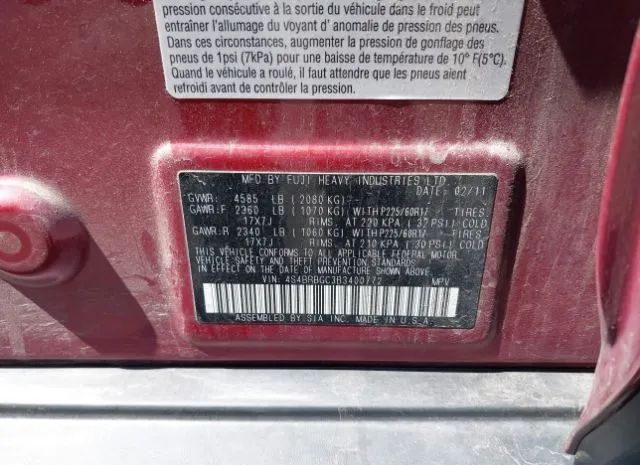 pression consécutive à la sortie du véhicule dans le froid peut
entraîner l'allumage du voyant d' anomalie de pression des pneus.
Dans ces circonstances, augmenter la pression de gonflage des
pneus de 1psi (7kPa) pour une baisse de température de 10° F(5°C).
Quand le véhicule a roulé, il faut attendre que les pneus aient
refroidi avant de contrôler la pression.
MFD BY FUJI HEAVY INDUSTRIES LTD.
DATE: 02/11
GVWR: 4585 LB (2080 KG)
GAWR:F 2360 LB (1070 KG) WITH P225/60R17 TIRES.
17X7J RIMS. AT 220 KPA (32 PSI) COLD
GAWR:R 2340 LB (1060 KG) WITH P225/60R17 TIRES.
17X7J RIMS. AT 210 KPA (30 PSI) COLD
THIS VEHICLE CONFORMS TO ALL APPLICABLE FEDERAL MOTOR
VEHICLE SAFETY AND THEFT PREVENTION STANDARDS IN EFFECT
ON THE DATE OF MANUFACTURE SHOWN ABOVE.
VIN: 4S4BRBGC3B3400772 MPV
ASSEMBLED BY SIA INC. MADE IN U.S.A.